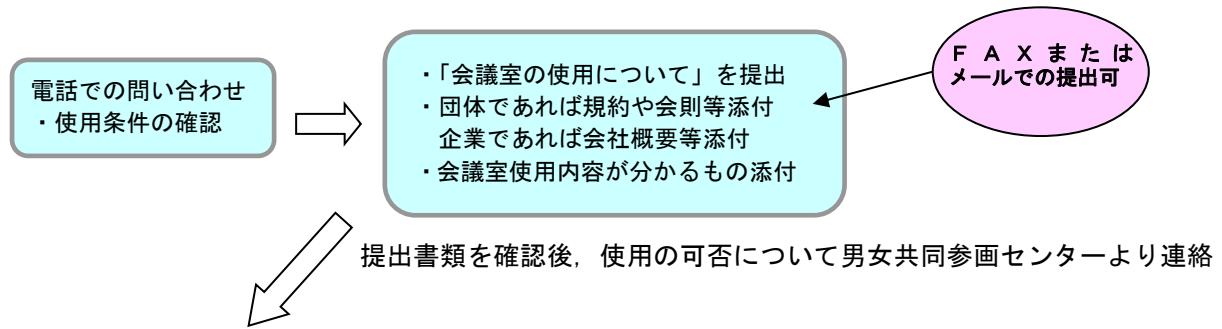 電話での問い合わせ
・使用条件の確認
・「会議室の使用について」を提出
・団体であれば規約や会則等添付
企業であれば会社概要等添付
・会議室使用内容が分かるもの添付
ＦＡＸまたは
メールでの提出可
提出書類を確認後，使用の可否について男女共同参画センターより連絡